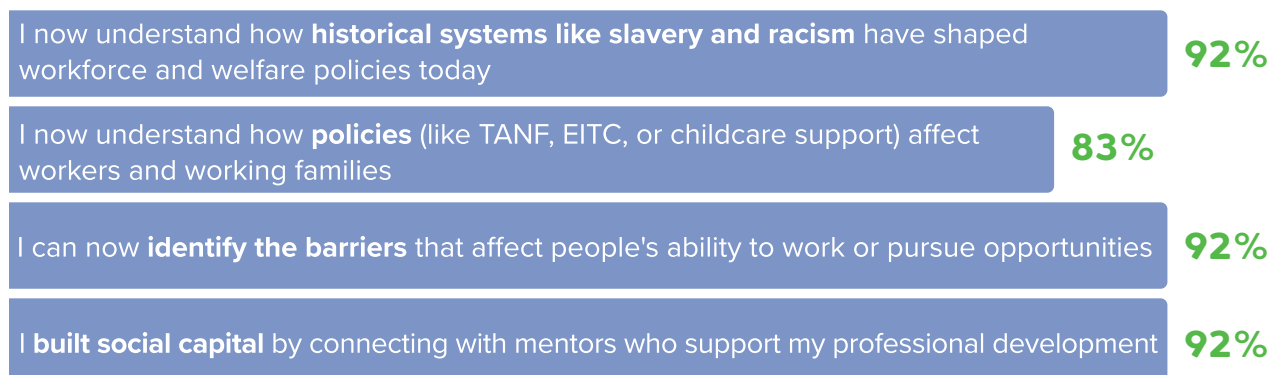 I now understand how historical systems like slavery and racism have shaped
workforce and welfare policies today
92%
I now understand how policies (like TANF, EITC, or childcare support) affect
workers and working families
83%
I can now identify the barriers that affect people's ability to work or pursue opportunities
92%
I built social capital by connecting with mentors who support my professional development
92%